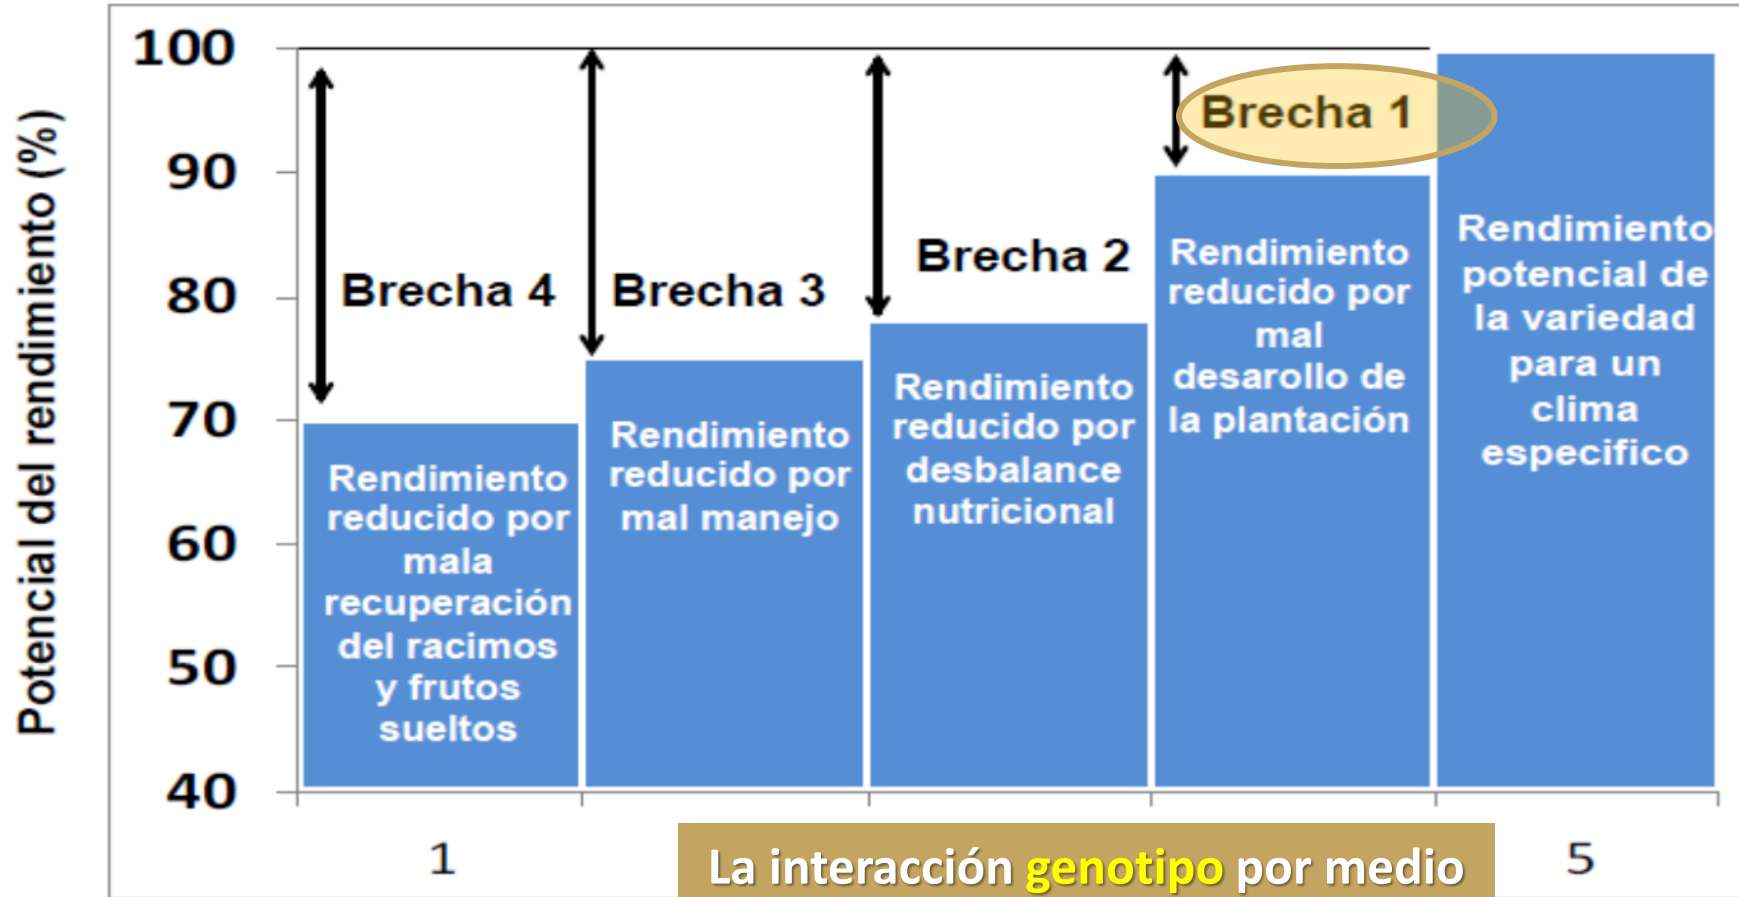 Potencial del rendimiento (%)
100
90
80
70
60
50
40
Brecha 4
Brecha 3
Brecha 2
Brecha 1
Rendimiento
reducido por
mala
recuperación
del racimos
y frutos
sueltos
Rendimiento
reducido por
mal manejo
Rendimiento
reducido por
desbalance
nutricional
Rendimiento
reducido por
mal
desarollo de
la plantación
Rendimiento
potencial de
la variedad
para un
clima
especifico
1
La interacción genotipo por medio
5